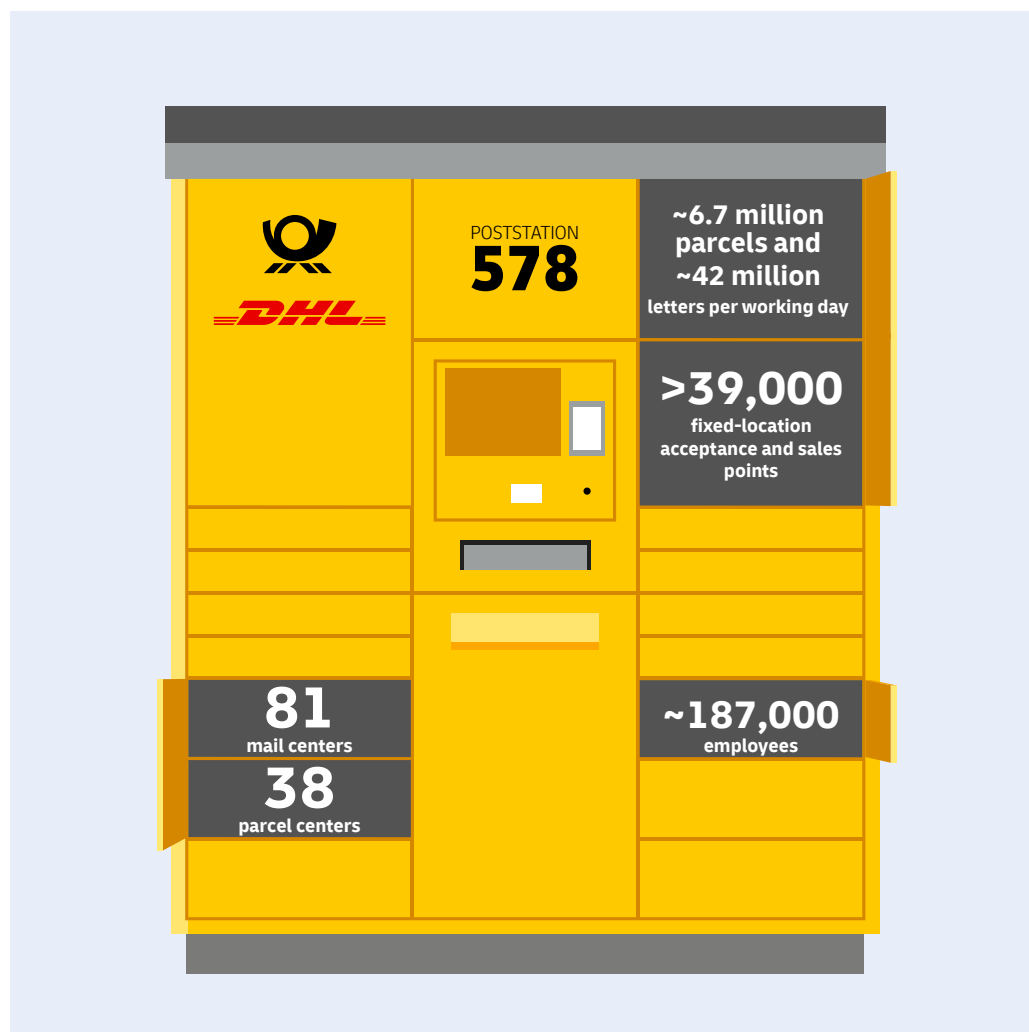 DHL
POSTSTATION
578
~6.7 million
parcels and
~42 million
letters per working day
>39,000
fixed-location
acceptance and sales
points
81
mail centers
38
parcel centers
~187,000
employees